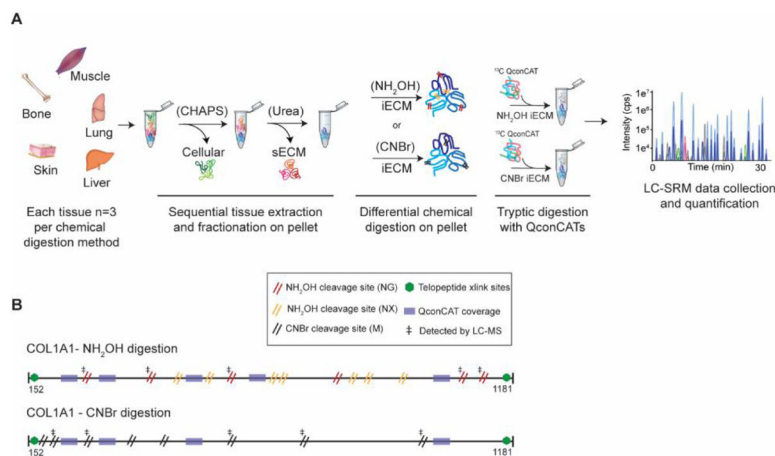 A
Muscle
Bone
Lung
Skin
Liver
(CHAPS)
(Urea)
Cellular
sECM
(NH2OH)
iECM
or
(CNBr)
iECM
13C QconCAT
NH2OH iECM
13C QconCAT
CNBr iECM
Intensity (cps)
1e7
1e6
1e5
1e4
0
Time (min)
30
Each tissue n=3
per chemical
digestion method
Sequential tissue extraction
and fractionation on pellet
Differential chemical
digestion on pellet
Tryptic digestion
with QconCATs
LC-SRM data collection
and quantification
NH2OH cleavage site (NG)
Telopeptide xlink sites
NH2OH cleavage site (NX)
QconCAT coverage
CNBr cleavage site (M)
‡ Detected by LC-MS
B
COL1A1- NH2OH digestion
‡ ‡ ‡ ‡ ‡
152
1181
COL1A1 - CNBr digestion
‡ ‡ ‡ ‡ ‡
152
1181